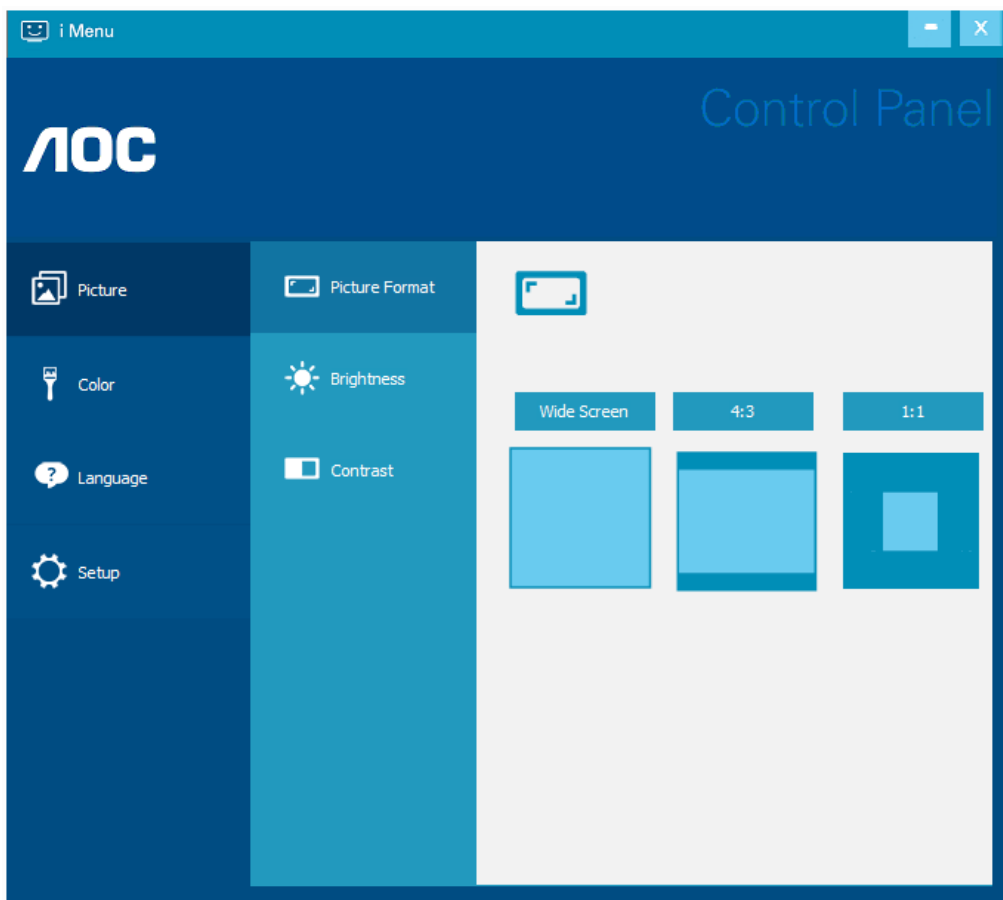 i Menu
Control Panel
AOC
Picture
Color
Language
Setup
Picture Format
Brightness
Contrast
Wide Screen
4:3
1:1